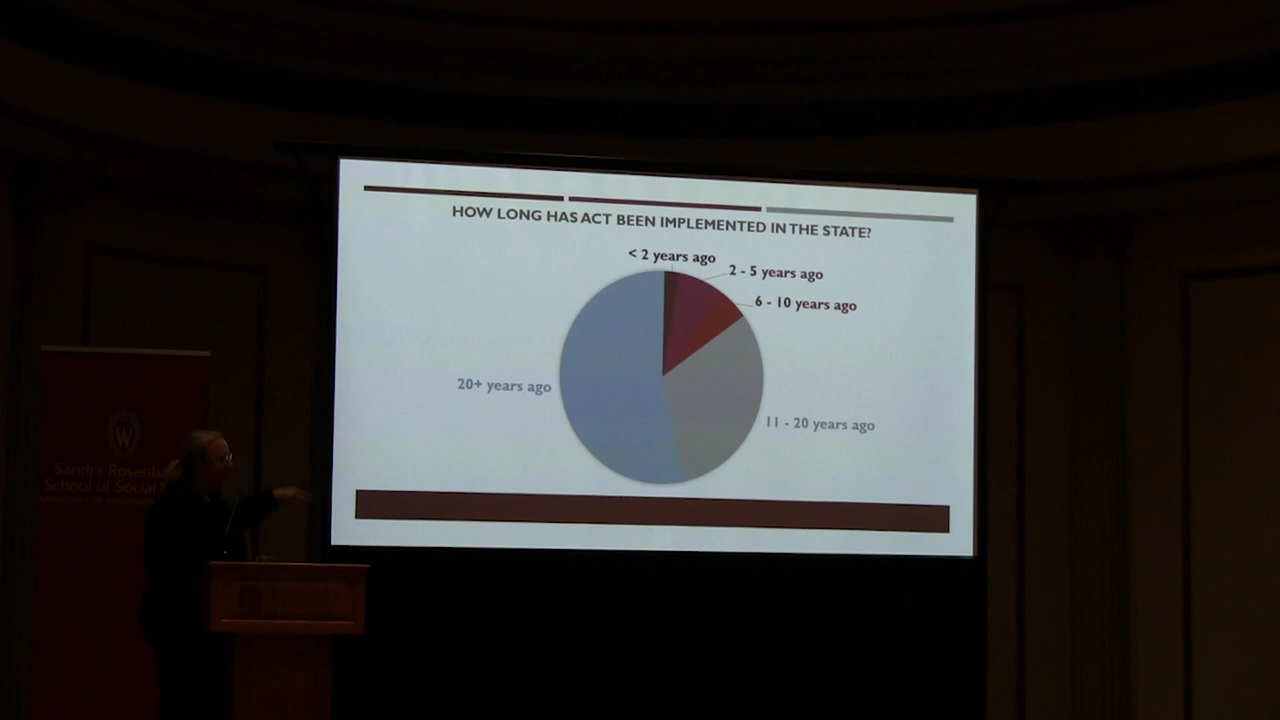 HOW LONG HAS ACT BEEN IMPLEMENTED IN THE STATE?
< 2 years ago
2 - 5 years ago
6 - 10 years ago
20+ years ago
11 - 20 years ago
W
Sandra
School of Social